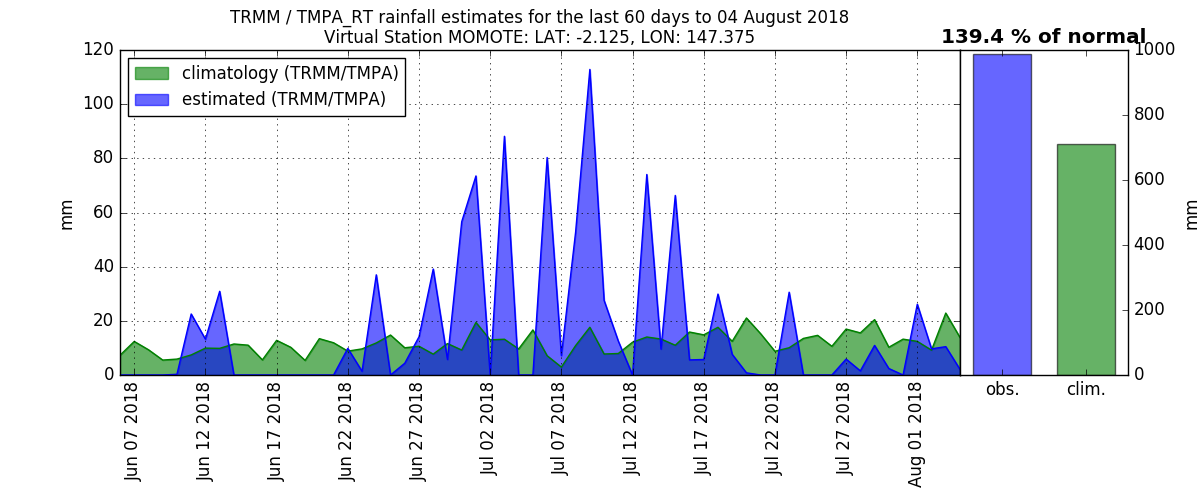 TRMM / TMPA_RT rainfall estimates for the last 60 days to 04 August 2018
Virtual Station MOMOTE: LAT: -2.125, LON: 147.375
139.4 % of normal
climatology (TRMM/TMPA)
estimated (TRMM/TMPA)
120
100
80
60
40
20
0
mm
Jun 07 2018
Jun 12 2018
Jun 17 2018
Jun 22 2018
Jun 27 2018
Jul 02 2018
Jul 07 2018
Jul 12 2018
Jul 17 2018
Jul 22 2018
Jul 27 2018
Aug 01 2018
obs.
clim.
1000
800
600
400
200
0
mm